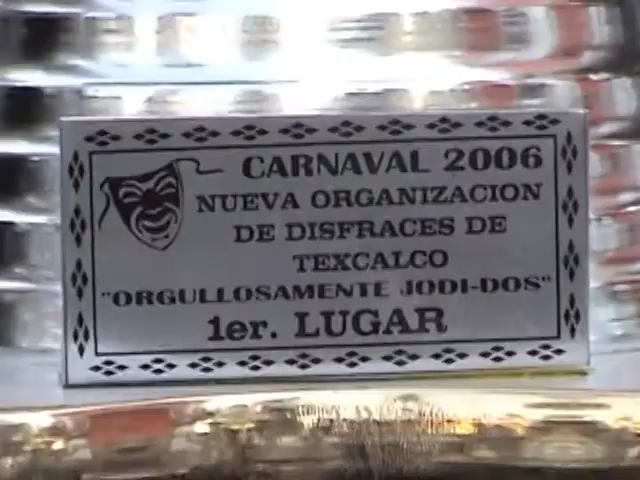 CARNAVAL 2006
NUEVA ORGANIZACION
DE DISFRACES DE
TEXCALCO
"ORGULLOSAMENTE JODI-DOS"
1er. LUGAR